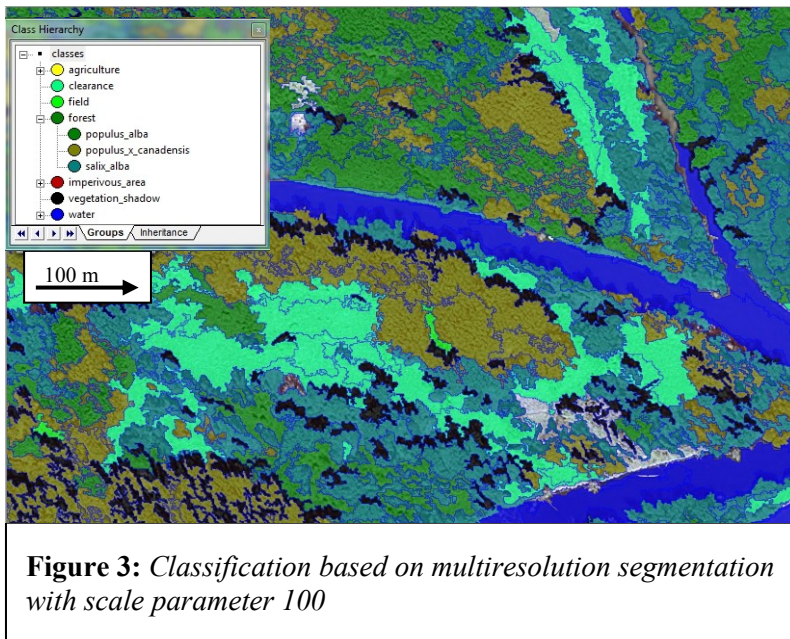 Class Hierarchy
classes
agriculture
clearance
field
forest
populus_alba
populus_x_canadensis
salix_alba
imperivous_area
vegetation_shadow
water
Groups Inheritance
100 m
Figure 3: Classification based on multiresolution segmentation
with scale parameter 100